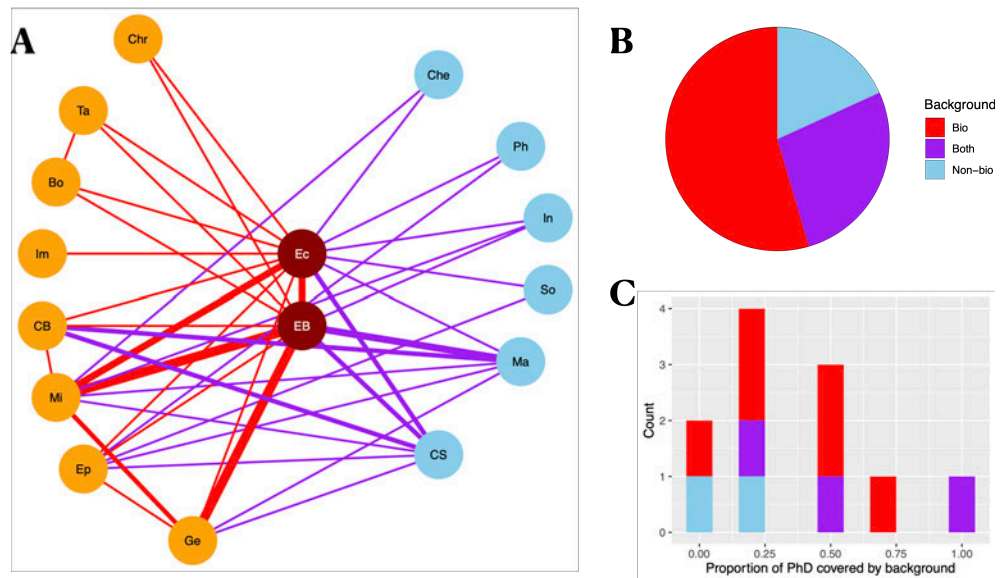 A
Chr
Che
Ta
Ph
Bo
In
Im
Ec
So
CB
EB
Ma
Mi
CS
Ep
Ge
B
Background
Bio
Both
Non-bio
C
4
3
2
1
0
Count
0.00 0.25 0.50 0.75 1.00
Proportion of PhD covered by background